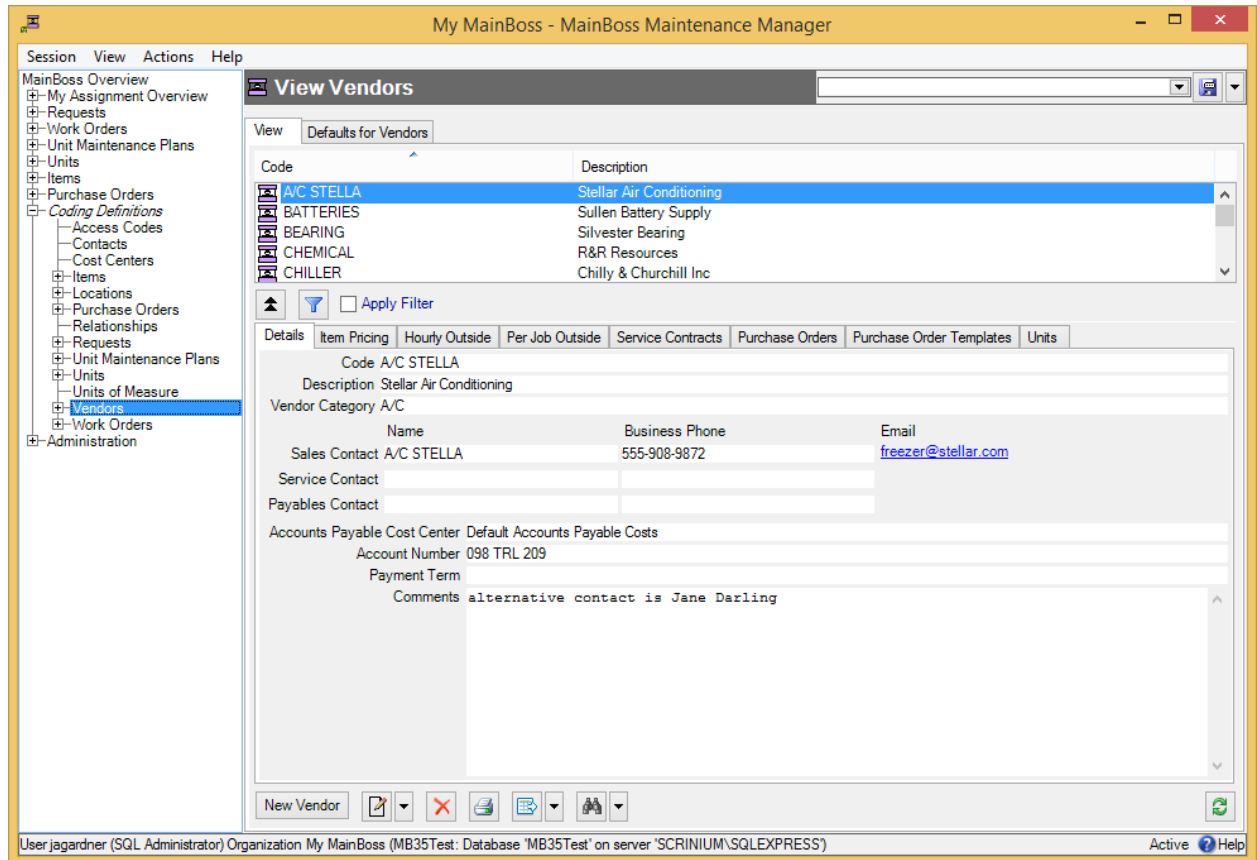 My MainBoss - MainBoss Maintenance Manager
Session View Actions Help
MainBoss Overview
My Assignment Overview
Requests
Work Orders
Unit Maintenance Plans
Units
Items
Purchase Orders
Coding Definitions
Access Codes
Contacts
Cost Centers
Items
Locations
Purchase Orders
Relationships
Requests
Unit Maintenance Plans
Units
Units of Measure
Vendors
Work Orders
Administration
View Vendors
View Defaults for Vendors
Code Description
A/C STELLA Stellar Air Conditioning
BATTERIES Sullen Battery Supply
BEARING Silvester Bearing
CHEMICAL R&R Resources
CHILLER Chilly & Churchill Inc
Apply Filter
Details Item Pricing Hourly Outside Per Job Outside Service Contracts Purchase Orders Purchase Order Templates Units
Code A/C STELLA
Description Stellar Air Conditioning
Vendor Category A/C
Name Business Phone Email
Sales Contact A/C STELLA 555-908-9872 freezer@stellar.com
Service Contact
Payables Contact
Accounts Payable Cost Center Default Accounts Payable Costs
Account Number 098 TRL 209
Payment Term
Comments alternative contact is Jane Darling
New Vendor
User jagardner (SQL Administrator) Organization My MainBoss (MB35Test: Database 'MB35Test' on server 'SCRINIUM\SQLEXPRESS') Active Help